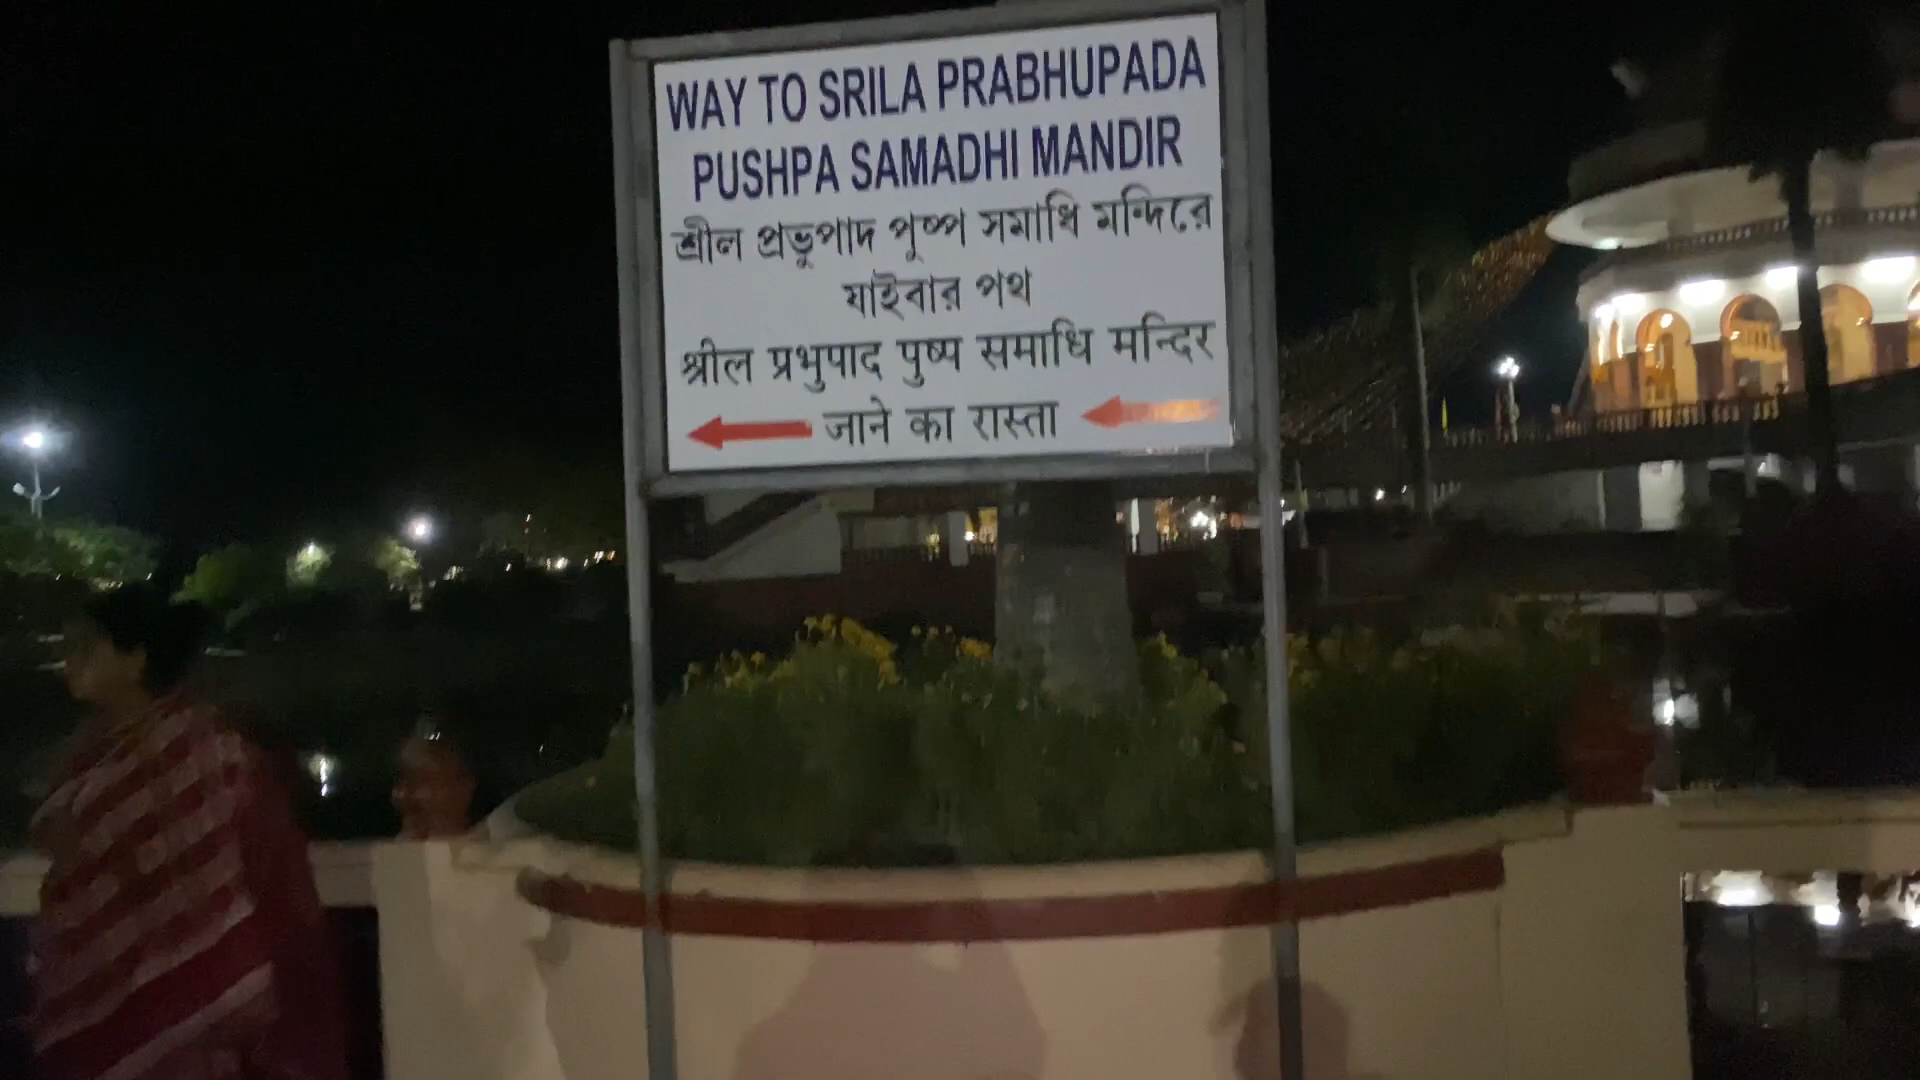 WAY TO SRILA PRABHUPADA
PUSHPA SAMADHI MANDIR
শ্রীল প্রভুপাদ পুষ্প সমাধি মন্দিরে
যাইবার পথ
श्रील प्रभुपाद पुष्प समाधि मन्दिर
जाने का रास्ता